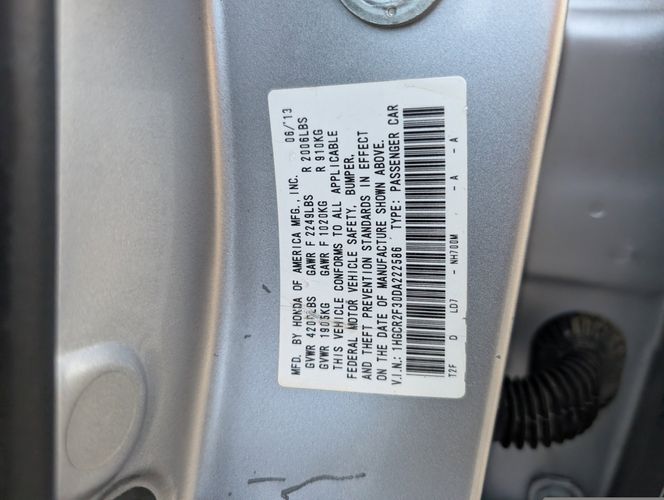 MFD. BY HONDA OF AMERICA MFG., INC. 06/'13
GVWR 4200LBS GAWR F 2249LBS R 2006LBS
GVWR 1905KG GAWR F 1020KG R 910KG
THIS VEHICLE CONFORMS TO ALL APPLICABLE
FEDERAL MOTOR VEHICLE SAFETY, BUMPER,
AND THEFT PREVENTION STANDARDS IN EFFECT
ON THE DATE OF MANUFACTURE SHOWN ABOVE.
V.I.N.: 1HGCR2F30DA222586 TYPE: PASSENGER CAR
T2F D LD7 - NH700M - A - A